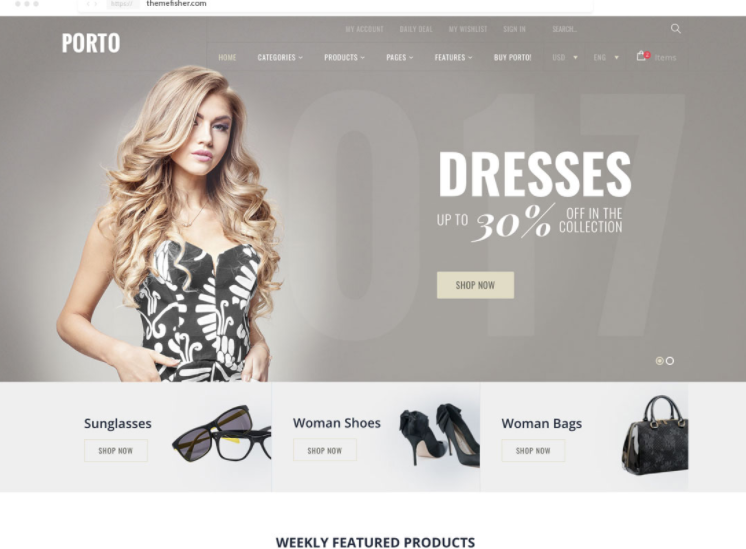 https://
themefisher.com
MY ACCOUNT DAILY DEAL MY WISHLIST SIGN IN SEARCH...
PORTO
HOME CATEGORIES PRODUCTS PAGES FEATURES BUY PORTO! USD ENG 2 Items
017
DRESSES
UP TO 30% OFF IN THE
COLLECTION
SHOP NOW
Sunglasses
SHOP NOW
Woman Shoes
SHOP NOW
Woman Bags
SHOP NOW
WEEKLY FEATURED PRODUCTS